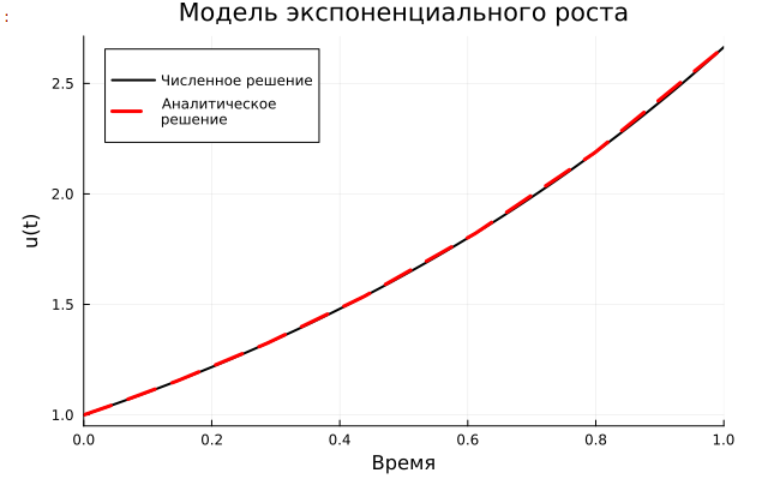 :
Модель экспоненциального роста
Численное решение
Аналитическое
решение
u(t)
2.5
2.0
1.5
1.0
0.0 0.2 0.4 0.6 0.8 1.0
Время